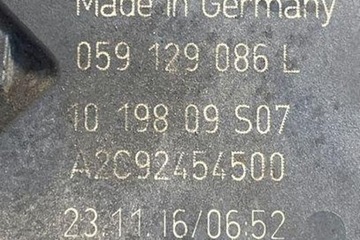 Made in Germany
059 129 086 L
10 198 09 S07
A2C92454500
23.11.16/06:52